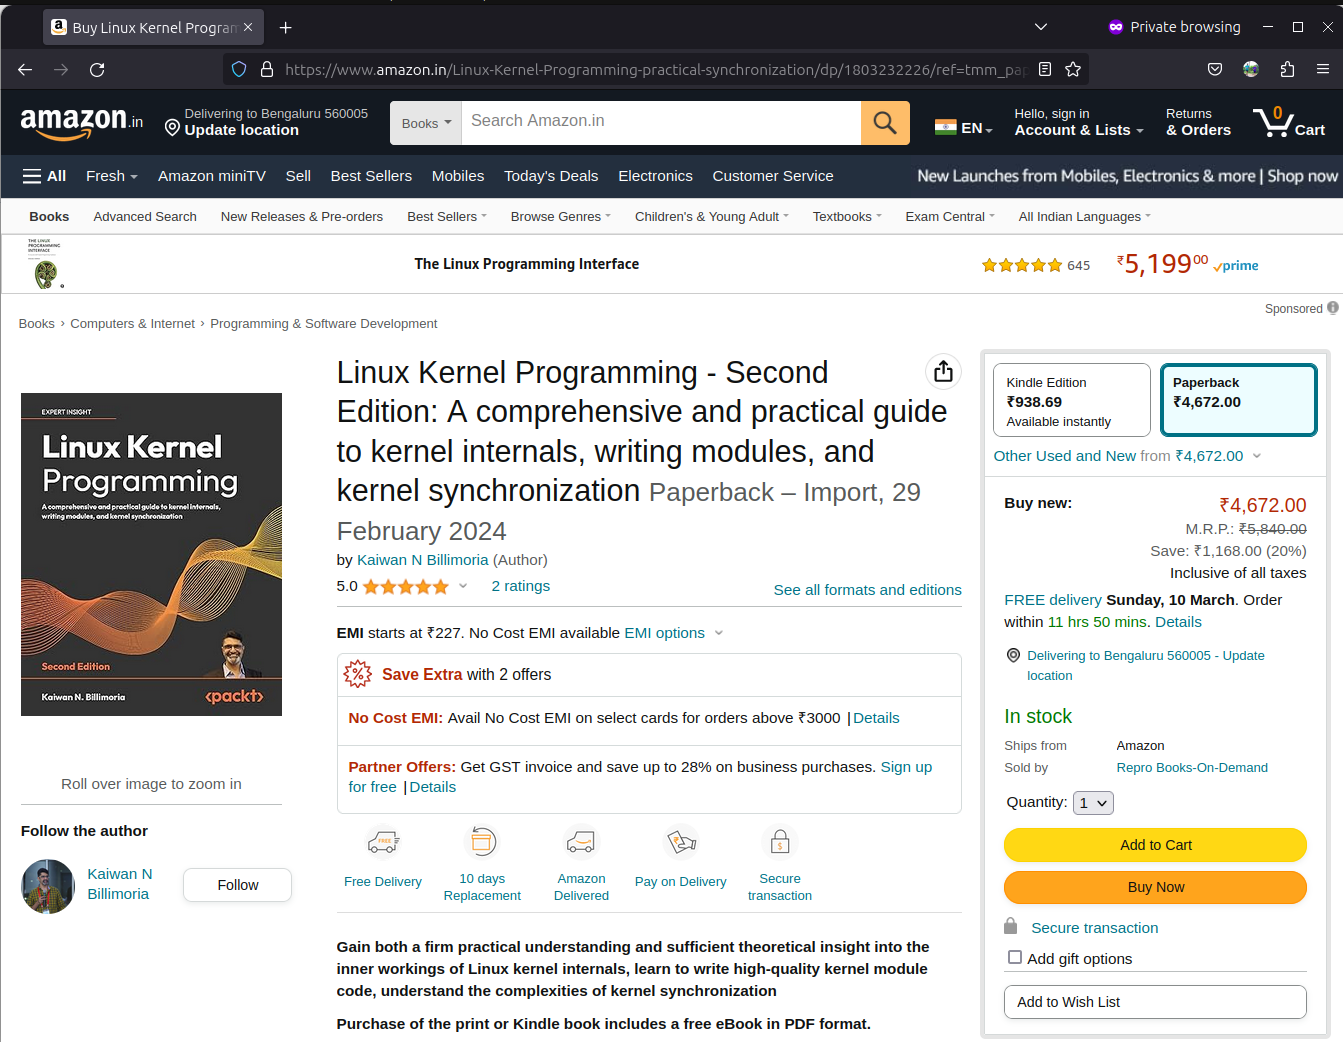 Buy Linux Kernel Program
Private browsing
https://www.amazon.in/Linux-Kernel-Programming-practical-synchronization/dp/1803232226/ref=tmm_pap
amazon.in
Delivering to Bengaluru 560005
Update location
Books
Search Amazon.in
EN
Hello, sign in
Account & Lists
Returns
& Orders
0
Cart
All
Fresh
Amazon miniTV
Sell
Best Sellers
Mobiles
Today's Deals
Electronics
Customer Service
New Launches from Mobiles, Electronics & more | Shop now
Books
Advanced Search
New Releases & Pre-orders
Best Sellers
Browse Genres
Children's & Young Adult
Textbooks
Exam Central
All Indian Languages
THE LINUX
PROGRAMMING
INTERFACE
The Linux Programming Interface
645
₹5,19900
prime
Sponsored
Books › Computers & Internet › Programming & Software Development
EXPERT INSIGHT
Linux Kernel
Programming
A comprehensive and practical guide to kernel internals,
writing modules, and kernel synchronization
Second Edition
Kaiwan N. Billimoria
<packt>
Roll over image to zoom in
Follow the author
Kaiwan N
Billimoria
Follow
Linux Kernel Programming - Second
Edition: A comprehensive and practical guide
to kernel internals, writing modules, and
kernel synchronization Paperback – Import, 29
February 2024
by Kaiwan N Billimoria (Author)
5.0
2 ratings
See all formats and editions
EMI starts at ₹227. No Cost EMI available EMI options
Save Extra with 2 offers
No Cost EMI: Avail No Cost EMI on select cards for orders above ₹3000 | Details
Partner Offers: Get GST invoice and save up to 28% on business purchases. Sign up
for free | Details
FREE
Free Delivery
10 days
Replacement
Amazon
Delivered
Pay on Delivery
Secure
transaction
Gain both a firm practical understanding and sufficient theoretical insight into the
inner workings of Linux kernel internals, learn to write high-quality kernel module
code, understand the complexities of kernel synchronization
Purchase of the print or Kindle book includes a free eBook in PDF format.
Kindle Edition
₹938.69
Available instantly
Paperback
₹4,672.00
Other Used and New from ₹4,672.00
Buy new:
₹4,672.00
M.R.P.: ₹5,840.00
Save: ₹1,168.00 (20%)
Inclusive of all taxes
FREE delivery Sunday, 10 March. Order
within 11 hrs 50 mins. Details
Delivering to Bengaluru 560005 - Update
location
In stock
Ships from Amazon
Sold by Repro Books-On-Demand
Quantity: 1
Add to Cart
Buy Now
Secure transaction
Add gift options
Add to Wish List